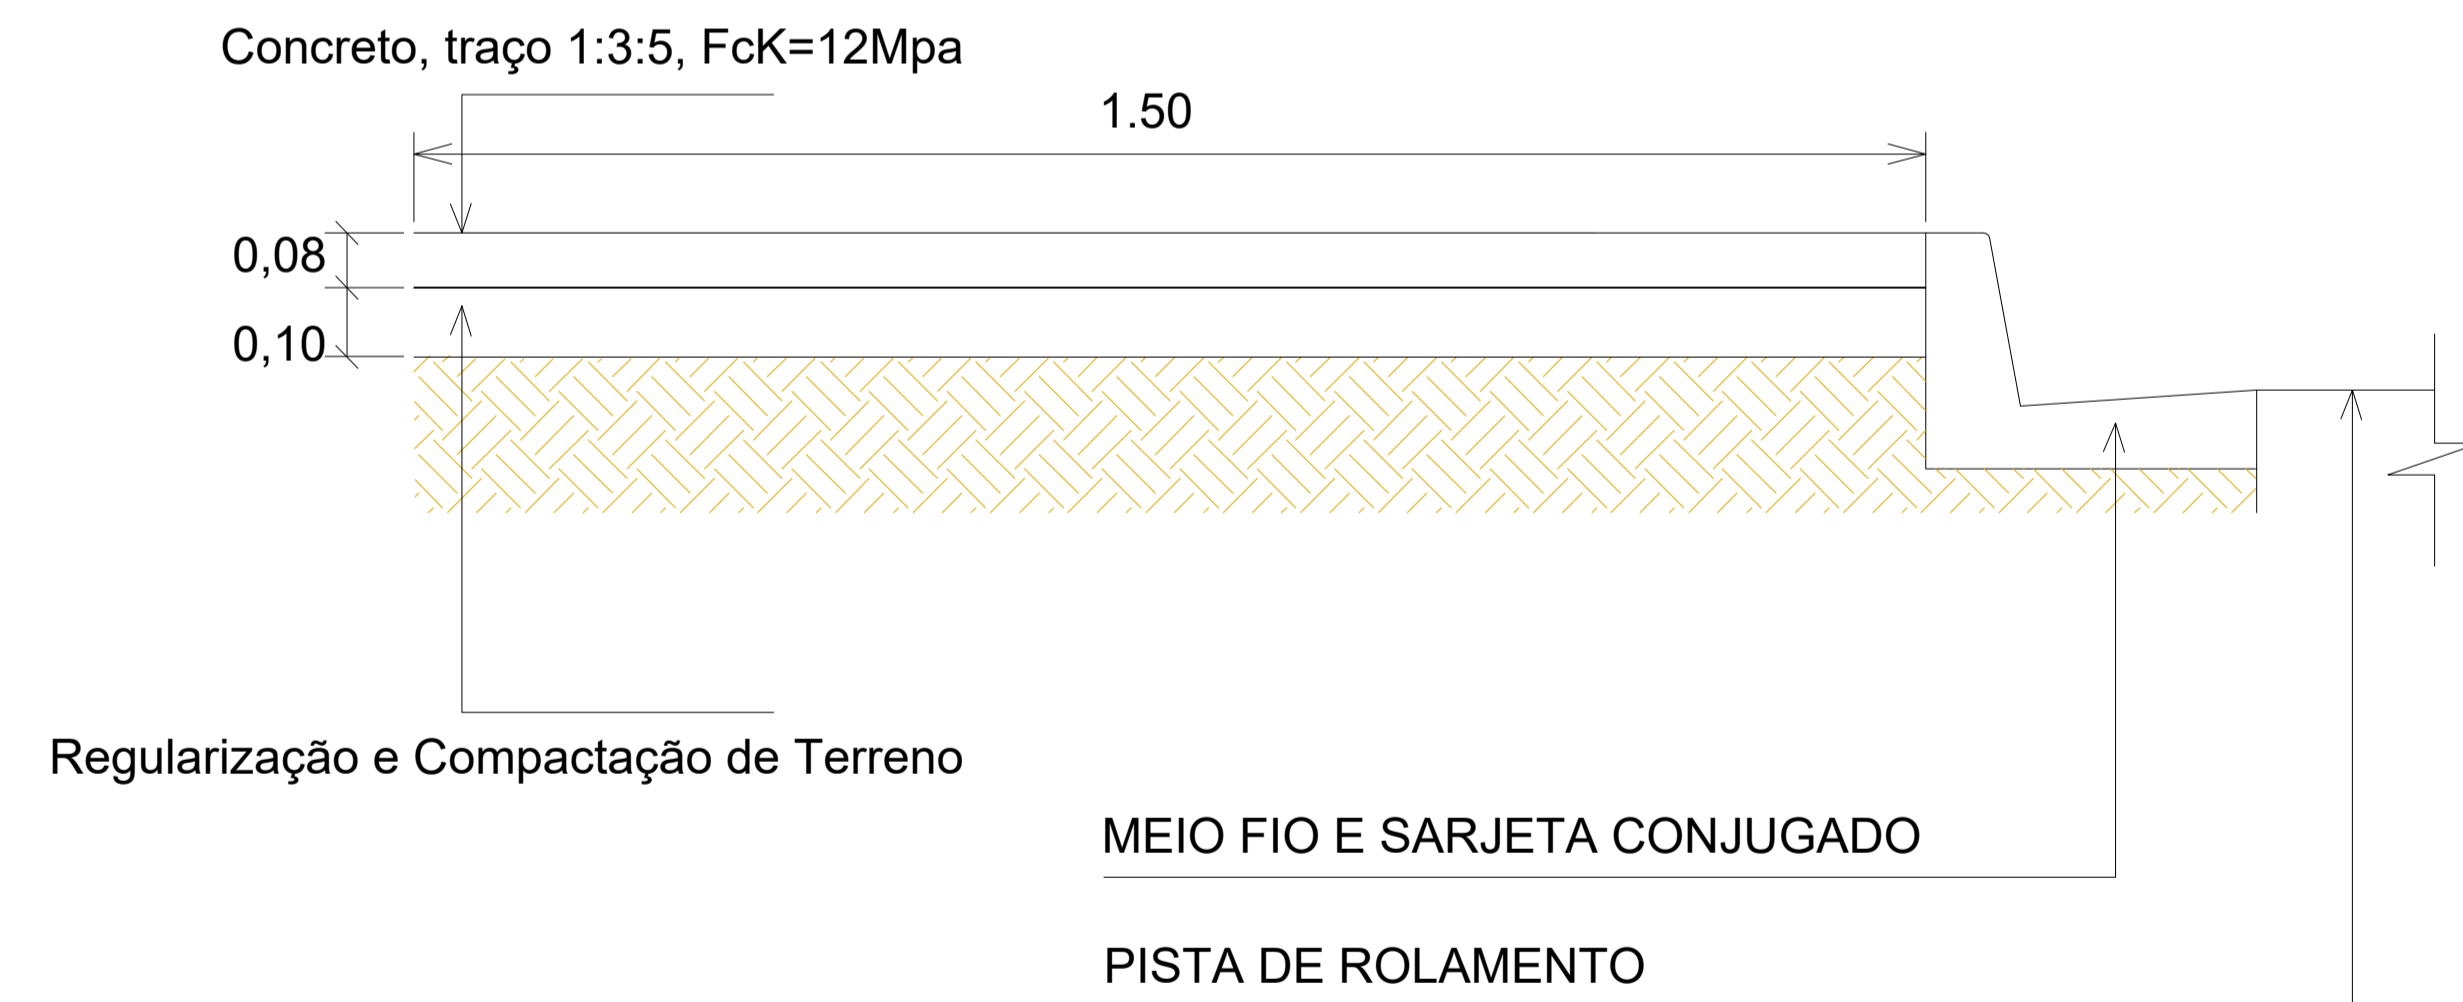 Concreto, traço 1:3:5, FcK=12Mpa
1.50
0,08
0,10
Regularização e Compactação de Terreno
MEIO FIO E SARJETA CONJUGADO
PISTA DE ROLAMENTO